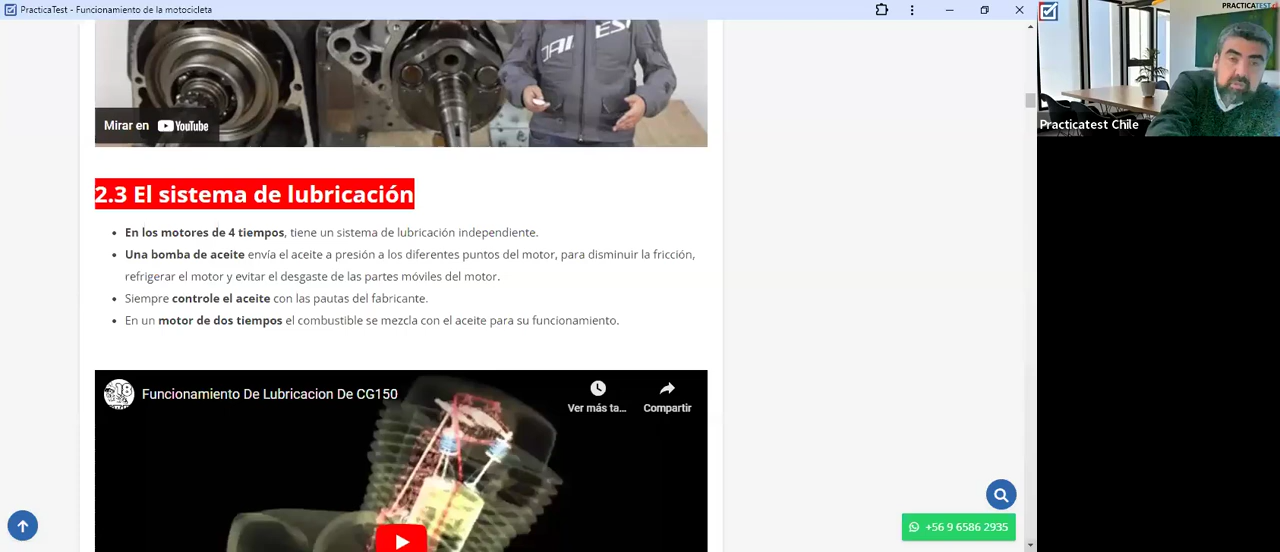 PracticaTest - Funcionamiento de la motocicleta
PRACTICATEST
Mirar en YouTube
Practicatest Chile
2.3 El sistema de lubricación
• En los motores de 4 tiempos, tiene un sistema de lubricación independiente.
• Una bomba de aceite envía el aceite a presión a los diferentes puntos del motor, para disminuir la fricción,
refrigerar el motor y evitar el desgaste de las partes móviles del motor.
• Siempre controle el aceite con las pautas del fabricante.
• En un motor de dos tiempos el combustible se mezcla con el aceite para su funcionamiento.
Funcionamiento De Lubricacion De CG150
Ver más ta...
Compartir
+56 9 6586 2935